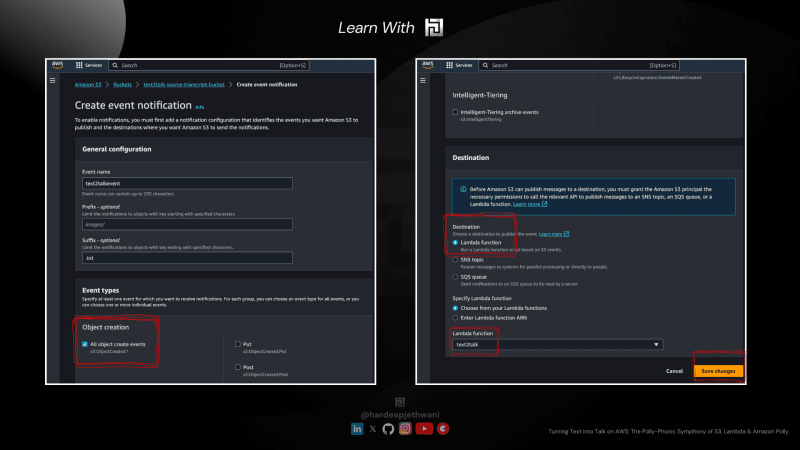 Learn With
aws
Services
Search
[Option+S]
Amazon S3 > Buckets > text2talk-source-transcript-bucket > Create event notification
Create event notification Info
To enable notifications, you must first add a notification configuration that identifies the events you want Amazon S3 to
publish and the destinations where you want Amazon S3 to send the notifications.
General configuration
Event name
text2talkevent
Event name can contain up to 255 characters.
Prefix - optional
Limit the notifications to objects with key starting with specified characters.
images/
Suffix - optional
Limit the notifications to objects with key ending with specified characters.
.txt
Event types
Specify at least one event for which you want to receive notifications. For each group, you can choose an event type for all events, or you
can choose one or more individual events.
Object creation
All object create events
s3:ObjectCreated:*
Put
s3:ObjectCreated:Put
Post
s3:ObjectCreated:Post
aws
Services
Search
[Option+S]
s3:LifecycleExpiration:DeleteMarkerCreated
Intelligent-Tiering
Intelligent-Tiering archive events
s3:IntelligentTiering
Destination
Before Amazon S3 can publish messages to a destination, you must grant the Amazon S3 principal the
necessary permissions to call the relevant API to publish messages to an SNS topic, an SQS queue, or a
Lambda function. Learn more
Destination
Choose a destination to publish the event. Learn more
Lambda function
Run a Lambda function script based on S3 events.
SNS topic
Fanout messages to systems for parallel processing or directly to people.
SQS queue
Send notifications to an SQS queue to be read by a server.
Specify Lambda function
Choose from your Lambda functions
Enter Lambda function ARN
Lambda function
text2talk
Cancel
Save changes
@hardeepjethwani
Turning Text into Talk on AWS: The Polly-Phonic Symphony of S3, Lambda & Amazon Polly